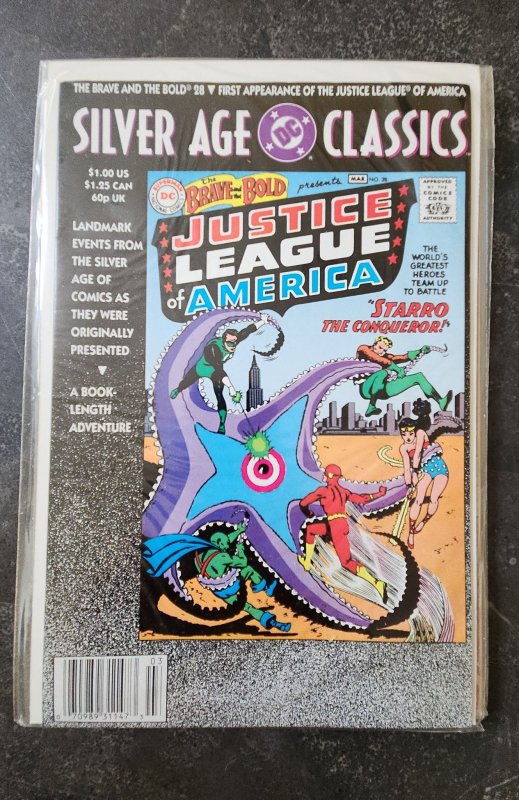 THE BRAVE AND THE BOLD® 28 ▼ FIRST APPEARANCE OF THE JUSTICE LEAGUE® OF AMERICA
SILVER AGE DC CLASSICS
$1.00 US
$1.25 CAN
60p UK
LANDMARK
EVENTS FROM
THE SILVER
AGE OF
COMICS AS
THEY WERE
ORIGINALLY
PRESENTED
▼
A BOOK-
LENGTH
ADVENTURE
SUPERMAN
DC
The BRAVE and the BOLD presents
MAR. NO. 28
APPROVED
BY THE
COMICS
CODE
AUTHORITY
JUSTICE
LEAGUE
of AMERICA
THE
WORLD'S
GREATEST
HEROES
TEAM UP
TO BATTLE
"STARRO
THE CONQUEROR!"
03
70989 31147